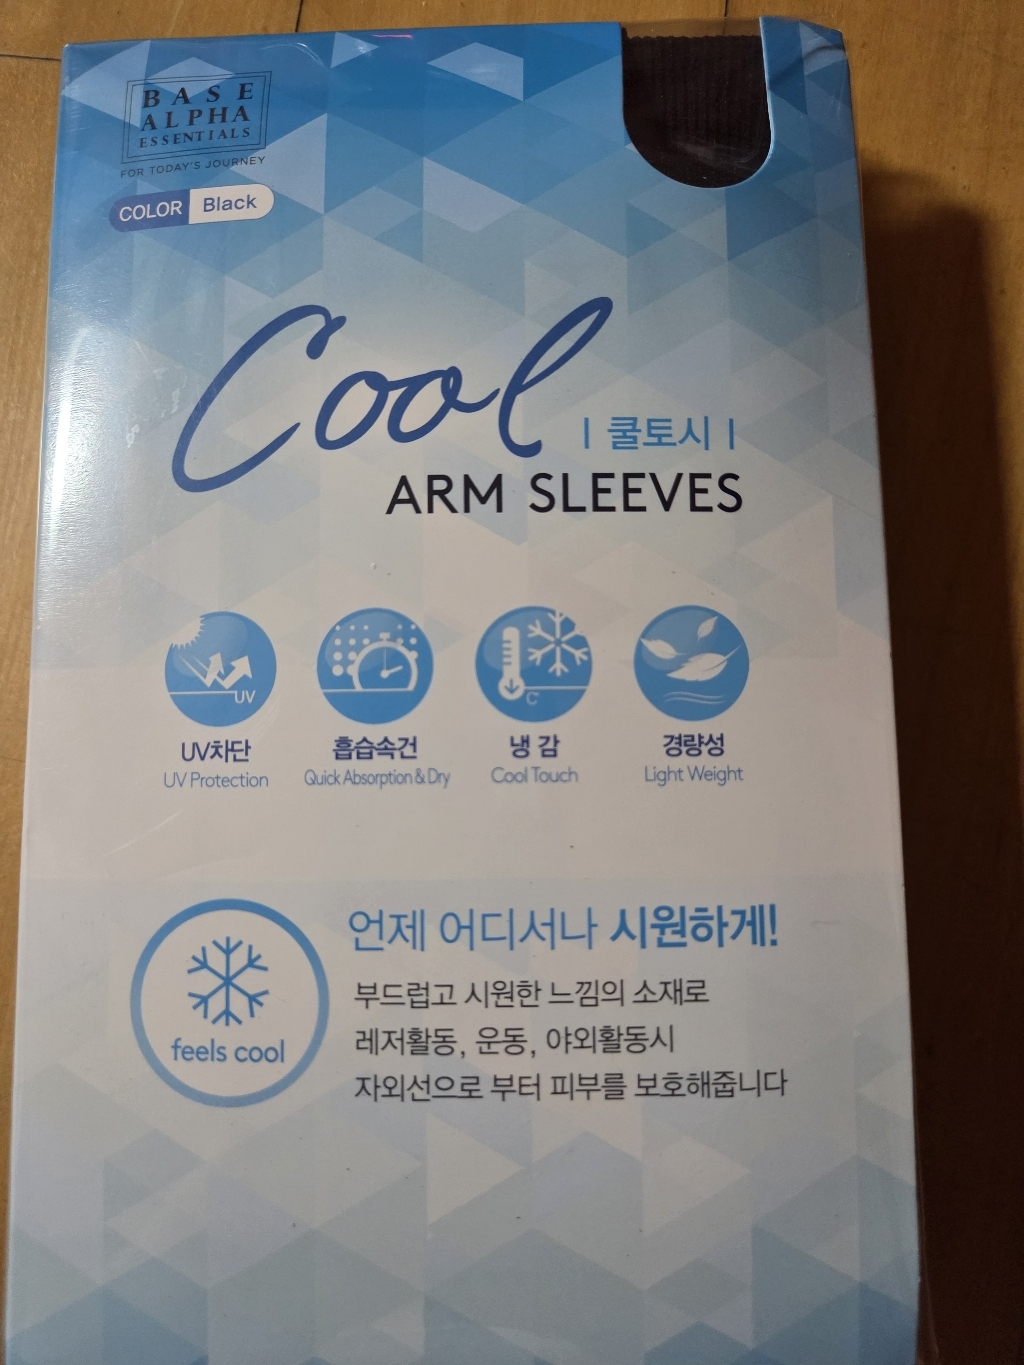 BASE
ALPHA
ESSENTIALS
FOR TODAY'S JOURNEY
COLOR Black
Cool
| 쿨토시 |
ARM SLEEVES
UV
C
UV차단
UV Protection
흡습속건
Quick Absorption & Dry
냉 감
Cool Touch
경량성
Light Weight
feels cool
언제 어디서나 시원하게!
부드럽고 시원한 느낌의 소재로
레저활동, 운동, 야외활동시
자외선으로 부터 피부를 보호해줍니다